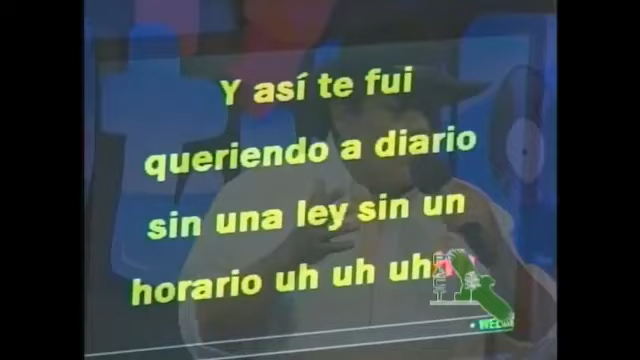 Y así te fui
queriendo a diario
sin una ley sin un
horario uh uh uh